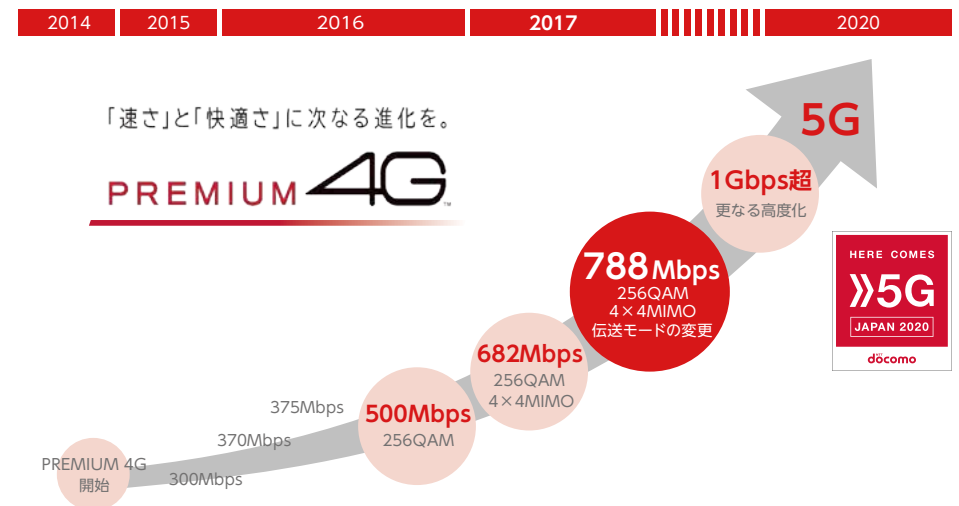 2014 2015 2016 2017 2020
「速さ」と「快適さ」に次なる進化を。
PREMIUM 4G
TM
5G
1Gbps超
更なる高度化
HERE COMES
5G
JAPAN 2020
NTT
döcomo
788Mbps
256QAM
4×4MIMO
伝送モードの変更
682Mbps
256QAM
4×4MIMO
500Mbps
256QAM
375Mbps
370Mbps
300Mbps
PREMIUM 4G
開始